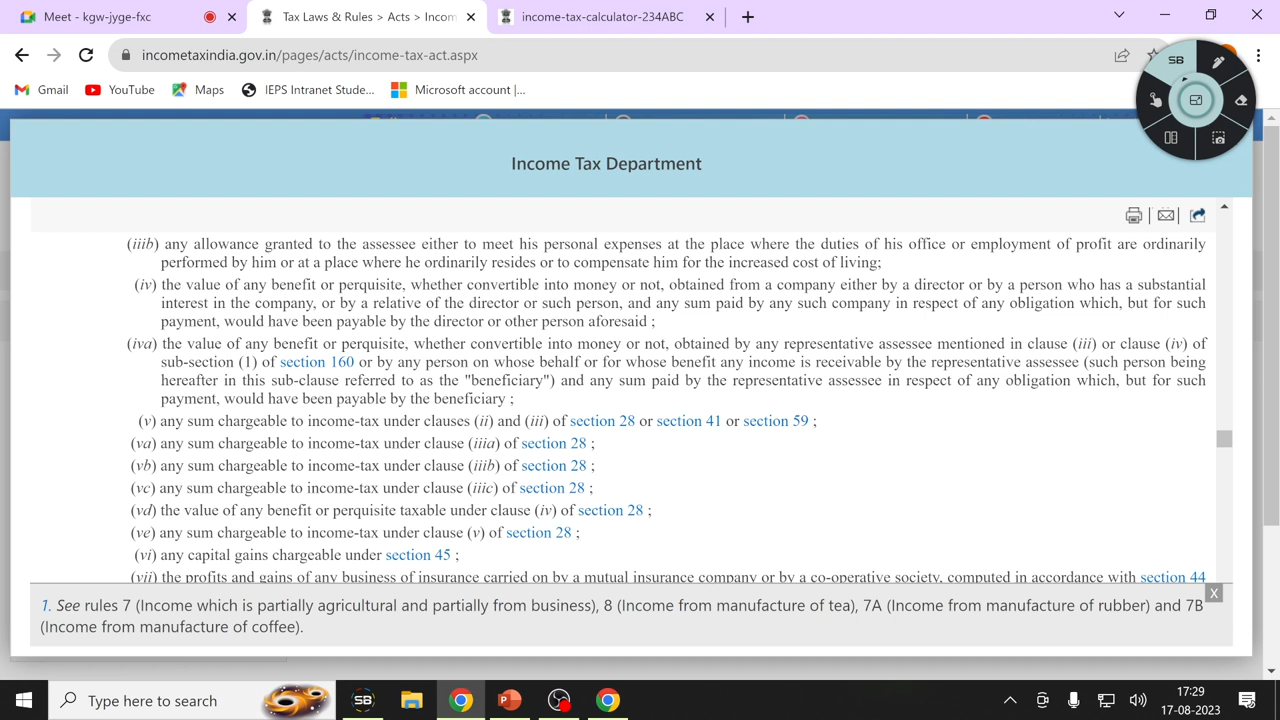 Meet - kgw-jyge-fxc
Tax Laws & Rules > Acts > Incom
income-tax-calculator-234ABC
incometaxindia.gov.in/pages/acts/income-tax-act.aspx
SB
Gmail
YouTube
Maps
IEPS Intranet Stude...
Microsoft account |...
Income Tax Department
(iiib) any allowance granted to the assessee either to meet his personal expenses at the place where the duties of his office or employment of profit are ordinarily
performed by him or at a place where he ordinarily resides or to compensate him for the increased cost of living;
(iv) the value of any benefit or perquisite, whether convertible into money or not, obtained from a company either by a director or by a person who has a substantial
interest in the company, or by a relative of the director or such person, and any sum paid by any such company in respect of any obligation which, but for such
payment, would have been payable by the director or other person aforesaid ;
(iva) the value of any benefit or perquisite, whether convertible into money or not, obtained by any representative assessee mentioned in clause (iii) or clause (iv) of
sub-section (1) of section 160 or by any person on whose behalf or for whose benefit any income is receivable by the representative assessee (such person being
hereafter in this sub-clause referred to as the "beneficiary") and any sum paid by the representative assessee in respect of any obligation which, but for such
payment, would have been payable by the beneficiary ;
(v) any sum chargeable to income-tax under clauses (ii) and (iii) of section 28 or section 41 or section 59 ;
(va) any sum chargeable to income-tax under clause (iiia) of section 28 ;
(vb) any sum chargeable to income-tax under clause (iiib) of section 28 ;
(vc) any sum chargeable to income-tax under clause (iiic) of section 28 ;
(vd) the value of any benefit or perquisite taxable under clause (iv) of section 28 ;
(ve) any sum chargeable to income-tax under clause (v) of section 28 ;
(vi) any capital gains chargeable under section 45 ;
(vii) the profits and gains of any business of insurance carried on by a mutual insurance company or by a co-operative society, computed in accordance with section 44
X
1. See rules 7 (Income which is partially agricultural and partially from business), 8 (Income from manufacture of tea), 7A (Income from manufacture of rubber) and 7B
(Income from manufacture of coffee).
Type here to search
SB
17:29
17-08-2023